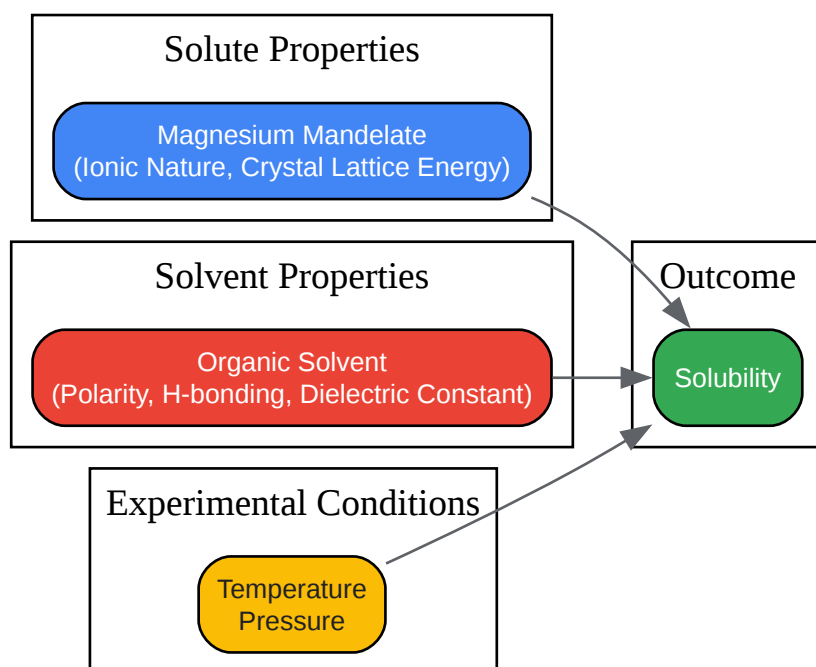 Solute Properties
Magnesium Mandelate
(Ionic Nature, Crystal Lattice Energy)
Solvent Properties
Organic Solvent
(Polarity, H-bonding, Dielectric Constant)
Outcome
Solubility
Experimental Conditions
Temperature
Pressure